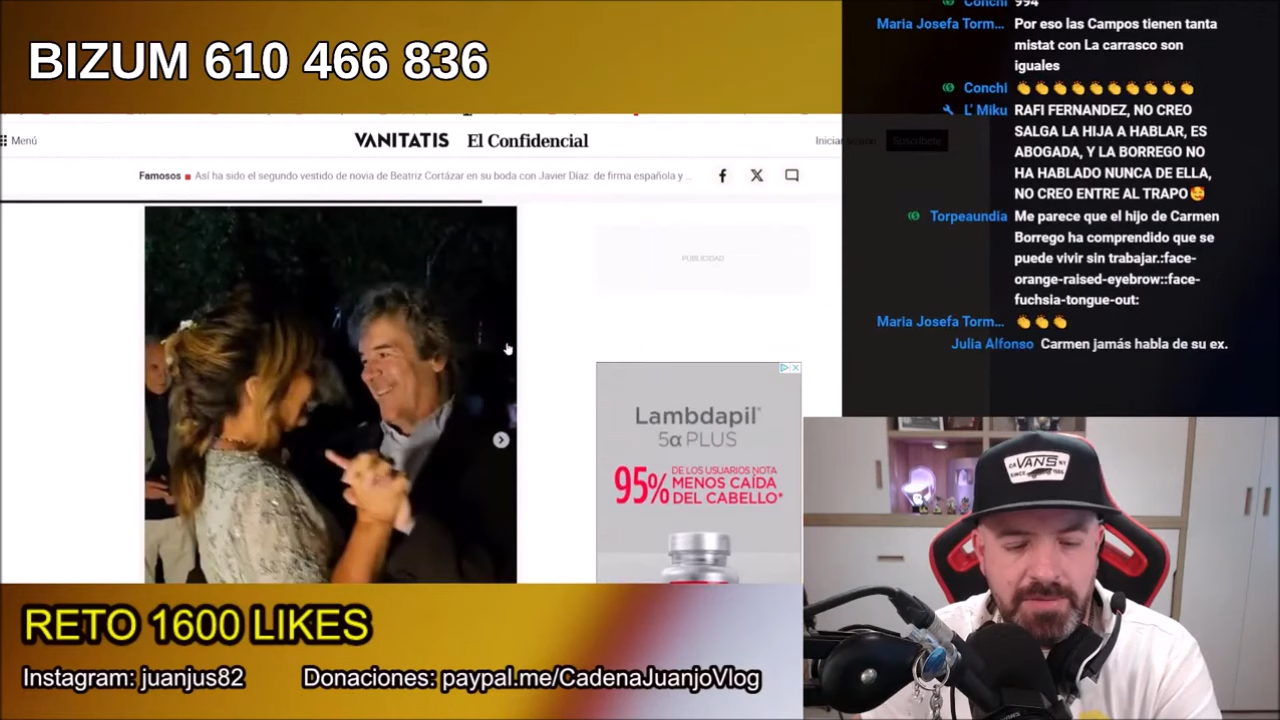 BIZUM 610 466 836
Menú
VANITATIS El Confidencial
Iniciar sesión
Suscríbete
Famosos ■ Así ha sido el segundo vestido de novia de Beatriz Cortázar en su boda con Javier Díaz: de firma española y ...
PUBLICIDAD
Lambdapil®
5α PLUS
95% DE LOS USUARIOS NOTA
MENOS CAÍDA
DEL CABELLO*
RETO 1600 LIKES
Instagram: juanjus82
Donaciones: paypal.me/CadenaJuanjoVlog
Conchi 994
Maria Josefa Torm... Por eso las Campos tienen tanta
mistat con La carrasco son
iguales
Conchi 👏👏👏👏👏👏👏👏👏👏
L' Miku RAFI FERNANDEZ, NO CREO
SALGA LA HIJA A HABLAR, ES
ABOGADA, Y LA BORREGO NO
HA HABLADO NUNCA DE ELLA,
NO CREO ENTRE AL TRAPO🥰
Torpeaundia Me parece que el hijo de Carmen
Borrego ha comprendido que se
puede vivir sin trabajar.:face-
orange-raised-eyebrow::face-
fuchsia-tongue-out:
Maria Josefa Torm... 👏👏👏
Julia Alfonso Carmen jamás habla de su ex.
VANS